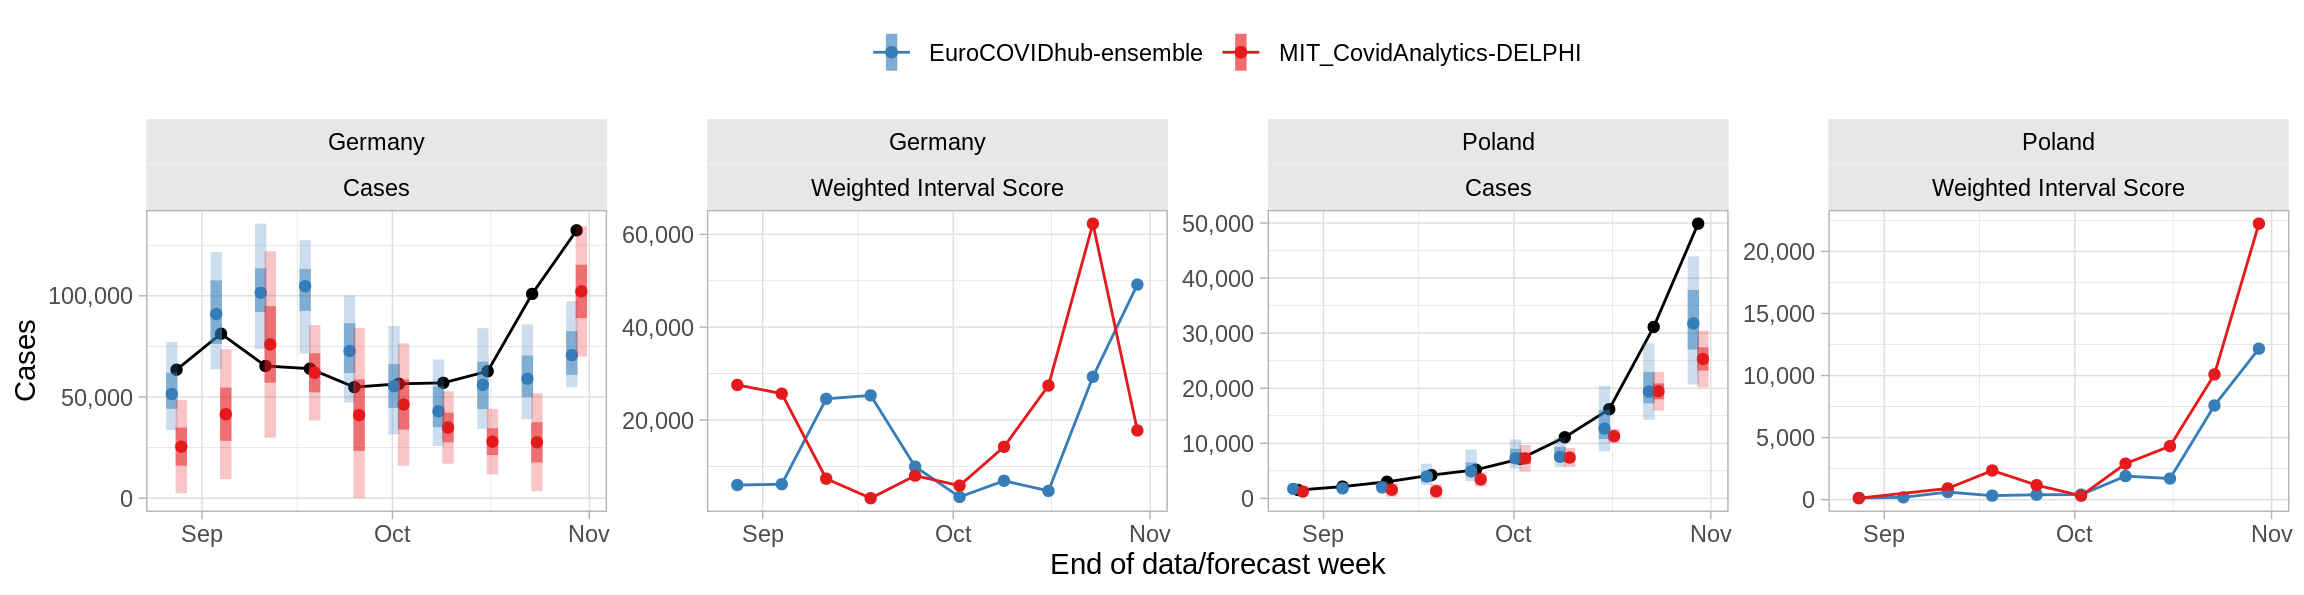 EuroCOVIDhub-ensemble MIT_CovidAnalytics-DELPHI
Germany Germany Poland Poland
Cases Weighted Interval Score Cases Weighted Interval Score
Cases
100,000
50,000
0
Sep Oct Nov
60,000
40,000
20,000
Sep Oct Nov
50,000
40,000
30,000
20,000
10,000
0
Sep Oct Nov
20,000
15,000
10,000
5,000
0
Sep Oct Nov
End of data/forecast week